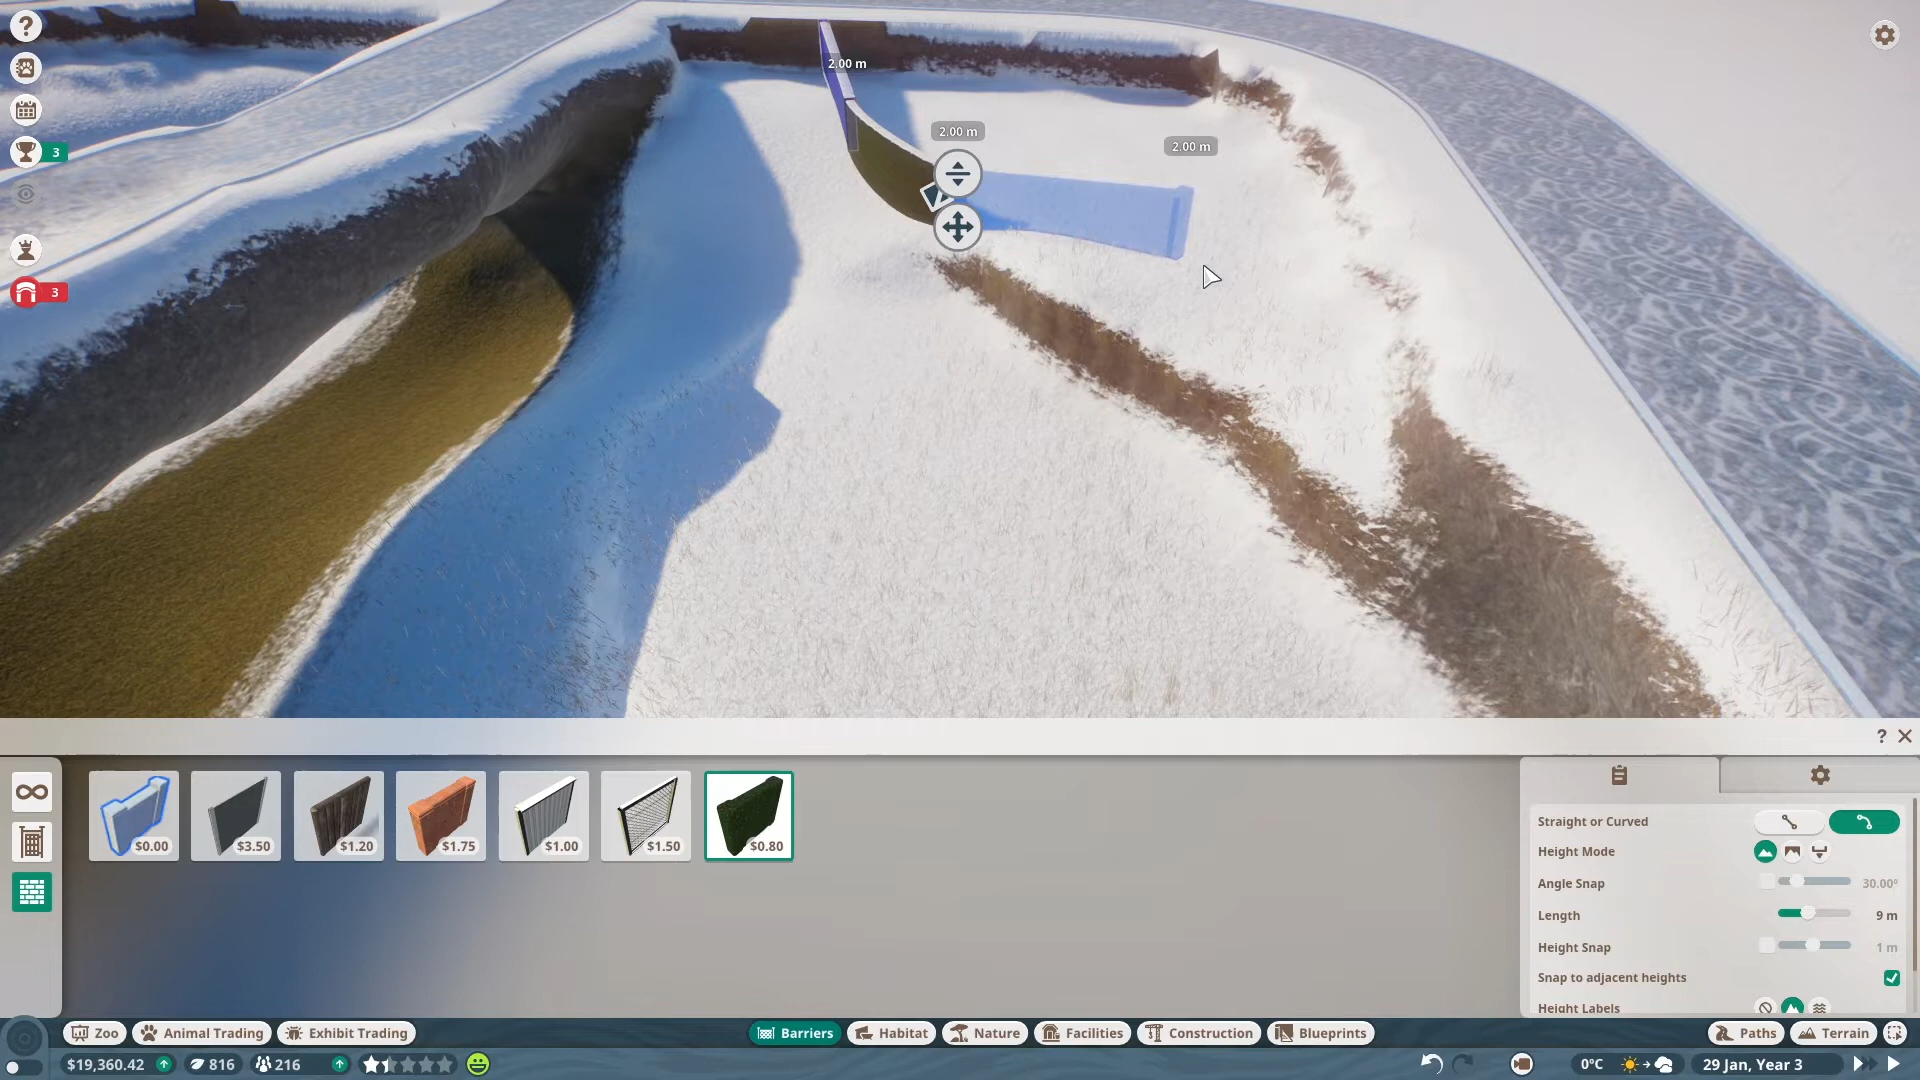 ?
3
3
2.00 m
2.00 m
2.00 m
? ×
$0.00
$3.50
$1.20
$1.75
$1.00
$1.50
$0.80
Straight or Curved
Height Mode
Angle Snap 30.00°
Length 9 m
Height Snap 1 m
Snap to adjacent heights
Height Labels
Zoo Animal Trading Exhibit Trading Barriers Habitat Nature Facilities Construction Blueprints Paths Terrain
$19,360.42 816 216 0°C 29 Jan, Year 3